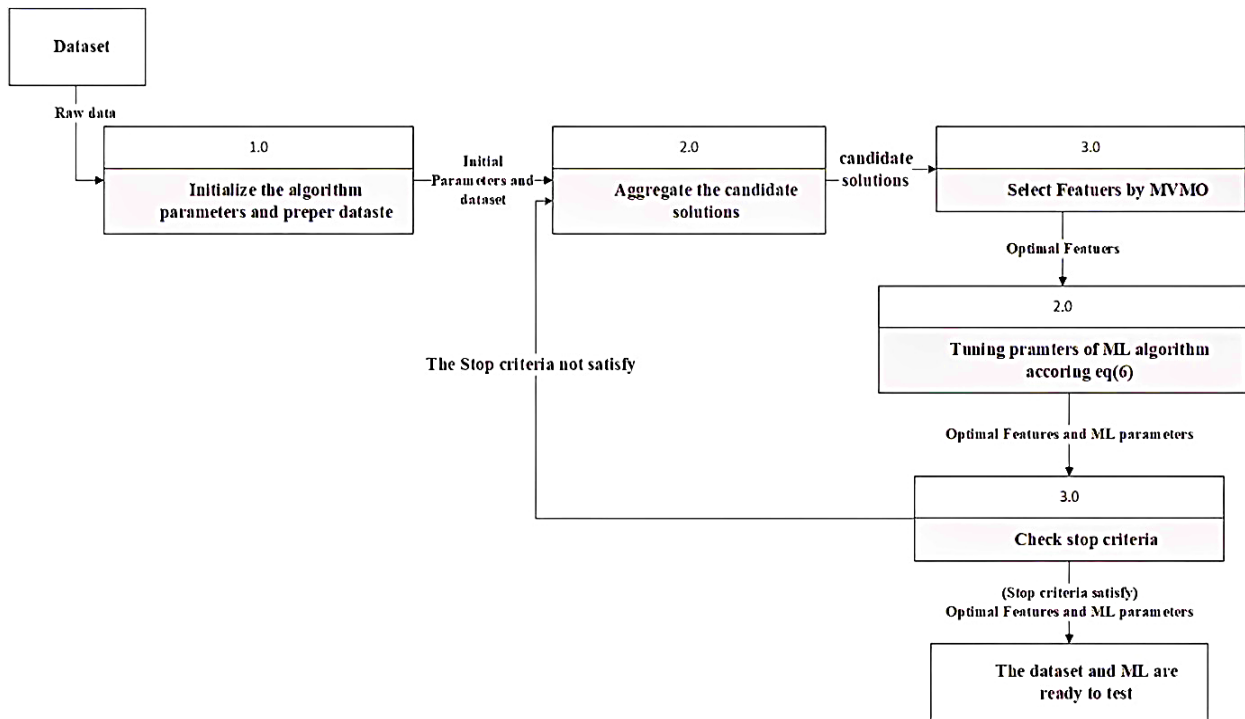 Dataset
Raw data
1.0
Initialize the algorithm
parameters and preper dataste
Initial
Parameters and
dataset
2.0
Aggregate the candidate
solutions
candidate
solutions
3.0
Select Featuers by MVMO
Optimal Featuers
2.0
Tuning pramters of ML algorithm
accoring eq(6)
The Stop criteria not satisfy
Optimal Features and ML parameters
3.0
Check stop criteria
(Stop criteria satisfy)
Optimal Features and ML parameters
The dataset and ML are
ready to test